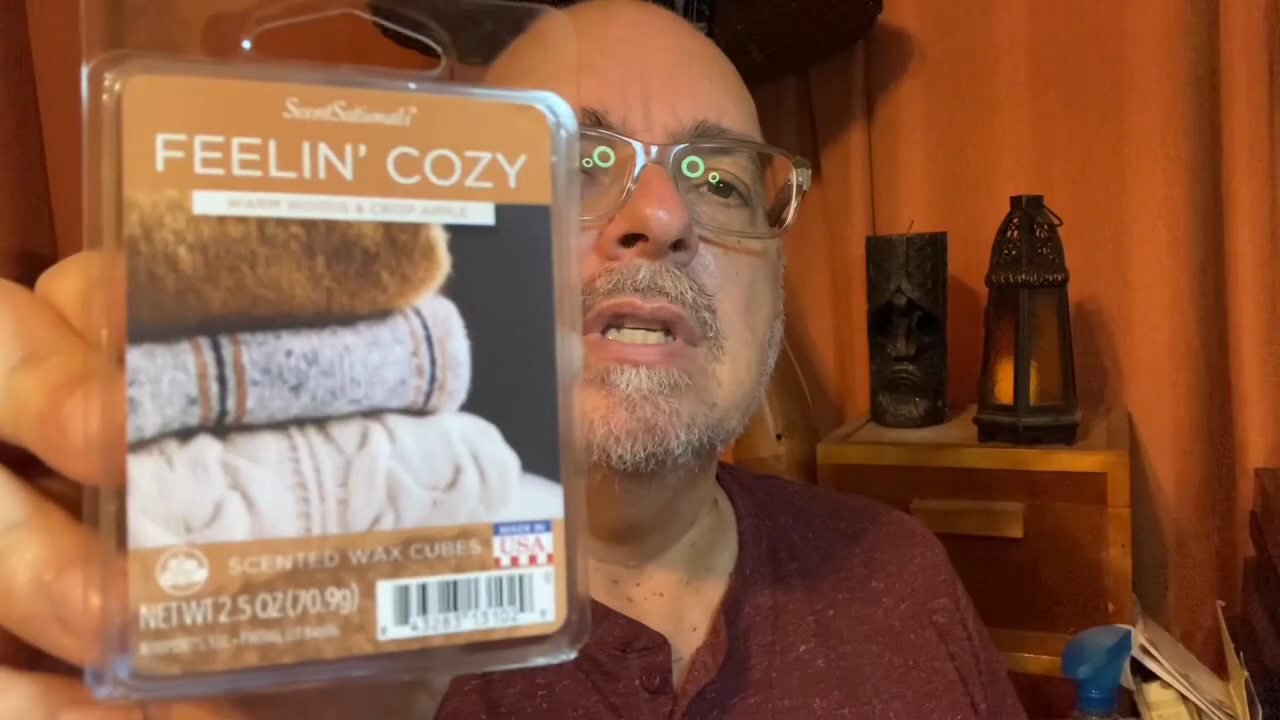 ScentSationals™
FEELIN' COZY
WARM WOODS & CRISP APPLE
MADE IN
USA
SCENTED WAX CUBES
NET WT 2.5 OZ (70.9g)